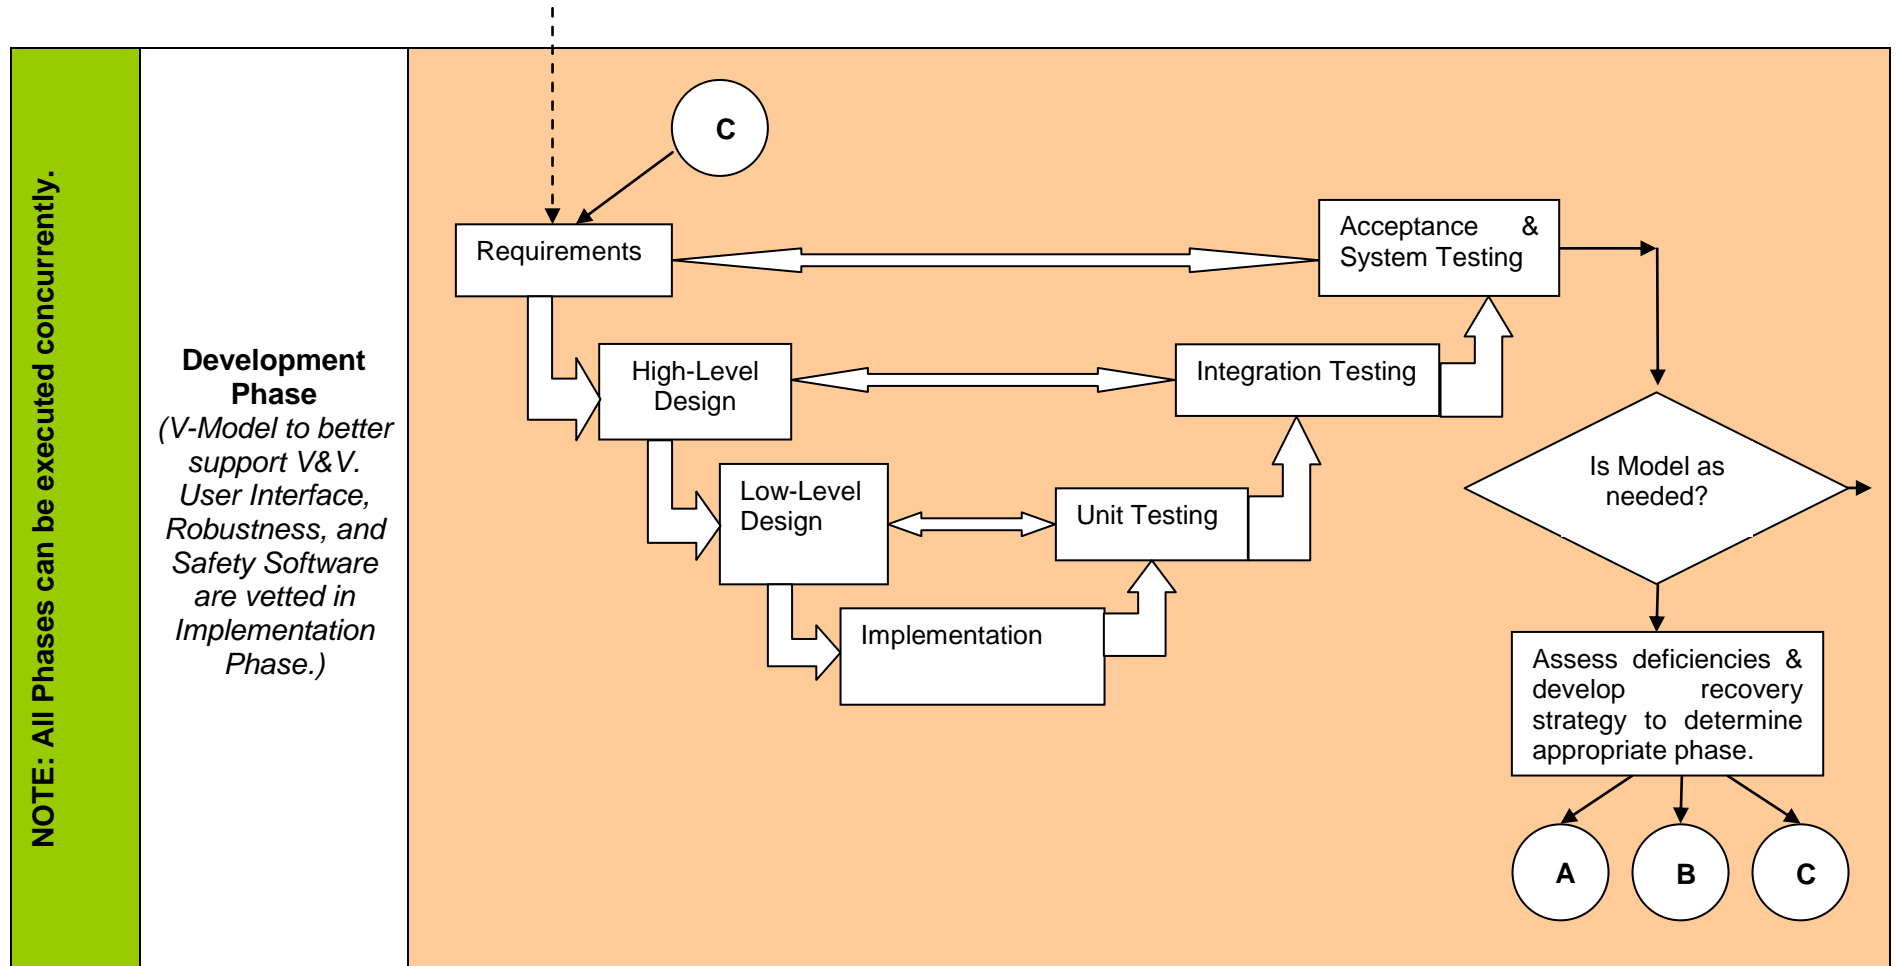 NOTE: All Phases can be executed concurrently.
Development
Phase
(V-Model to better
support V&V.
User Interface,
Robustness, and
Safety Software
are vetted in
Implementation
Phase.)
C
Requirements
Acceptance &
System Testing
High-Level
Design
Integration Testing
Low-Level
Design
Unit Testing
Implementation
Is Model as
needed?
Assess deficiencies &
develop recovery
strategy to determine
appropriate phase.
A
B
C